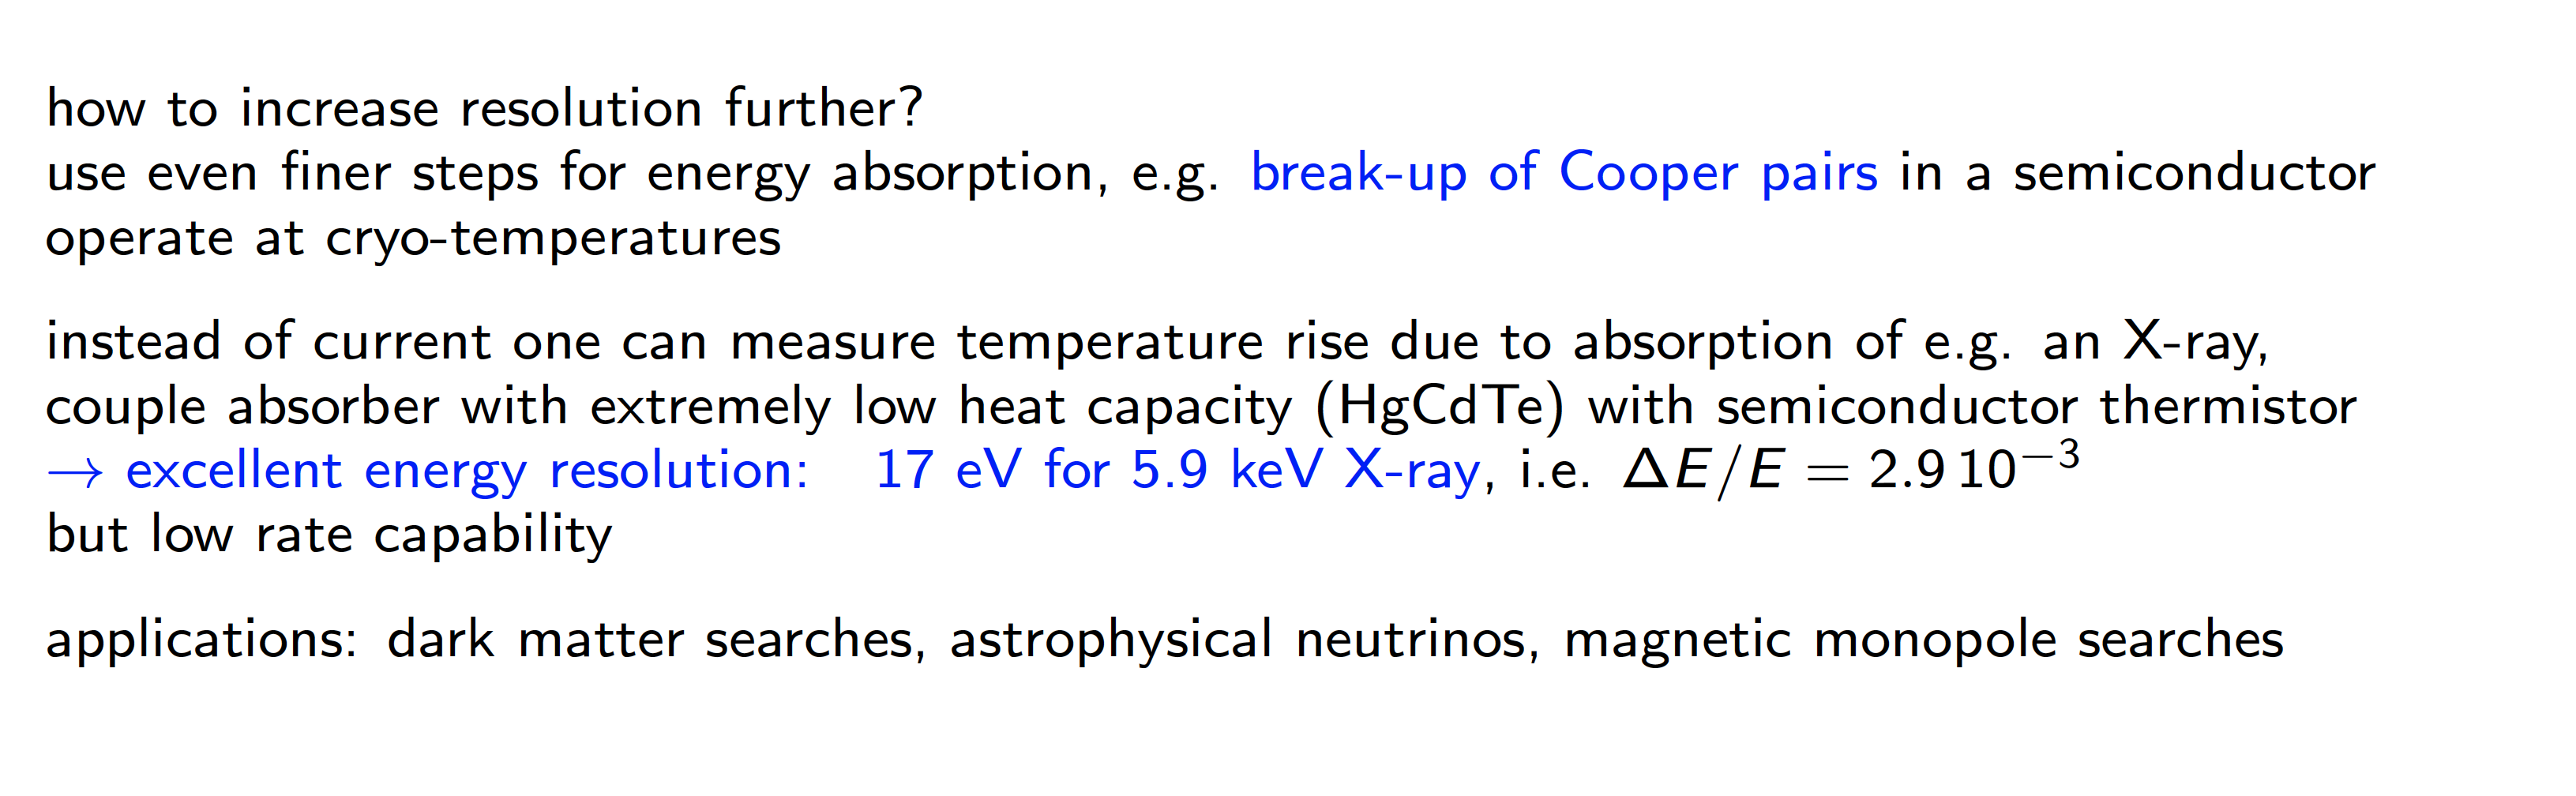 how to increase resolution further?
use even finer steps for energy absorption, e.g. break-up of Cooper pairs in a semiconductor
operate at cryo-temperatures
instead of current one can measure temperature rise due to absorption of e.g. an X-ray,
couple absorber with extremely low heat capacity (HgCdTe) with semiconductor thermistor
→ excellent energy resolution: 17 eV for 5.9 keV X-ray, i.e. ΔE/E = 2.9 10⁻³
but low rate capability
applications: dark matter searches, astrophysical neutrinos, magnetic monopole searches